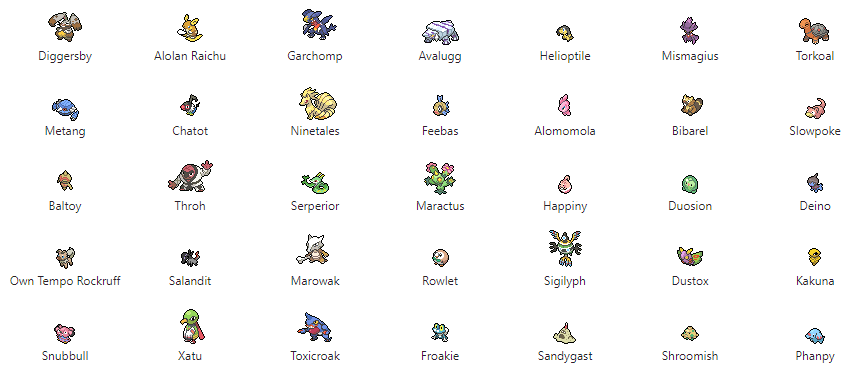 Diggersby Alolan Raichu Garchomp Avalugg Helioptile Mismagius Torkoal
Metang Chatot Ninetales Feebas Alomomola Bibarel Slowpoke
Baltoy Throh Serperior Maractus Happiny Duosion Deino
Own Tempo Rockruff Salandit Marowak Rowlet Sigilyph Dustox Kakuna
Snubbull Xatu Toxicroak Froakie Sandygast Shroomish Phanpy